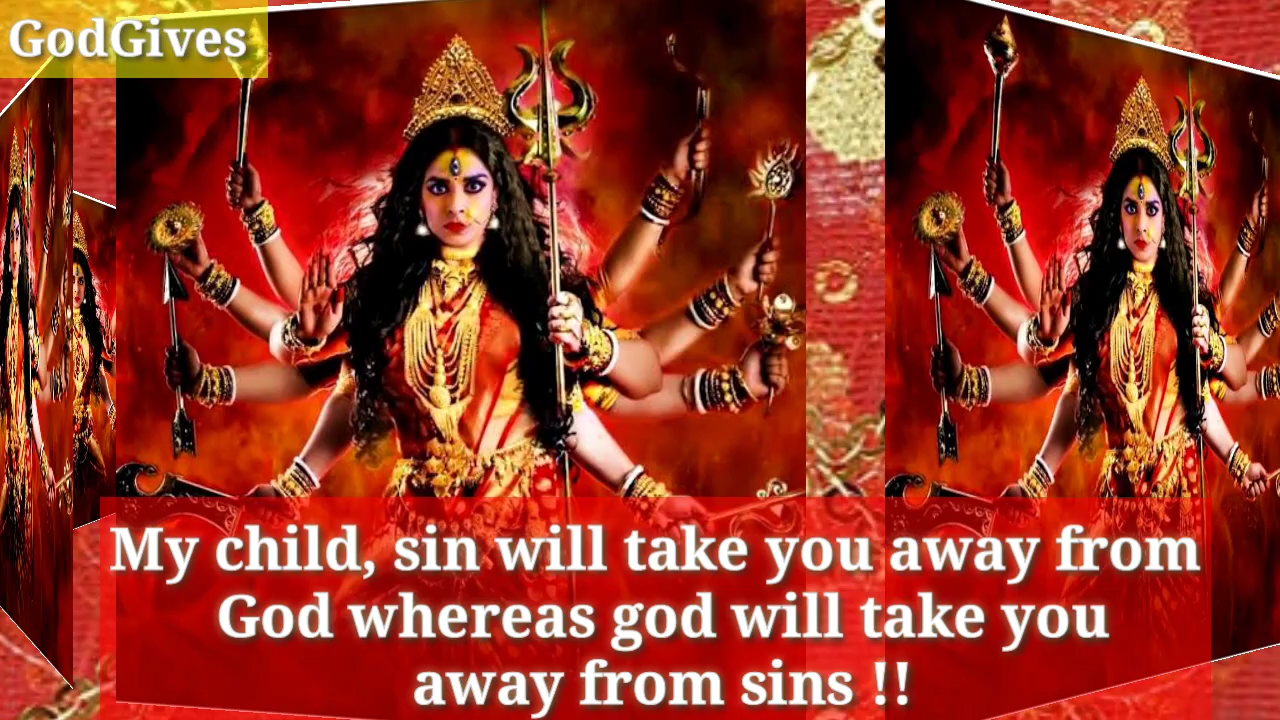 GodGives
My child, sin will take you away from
God whereas god will take you
away from sins !!